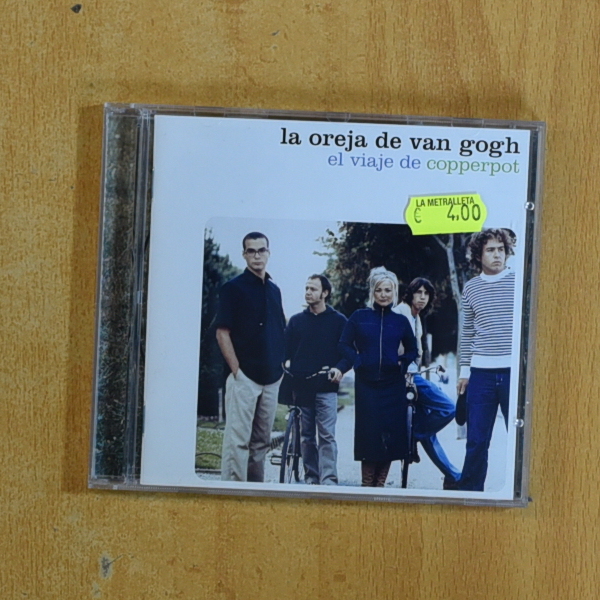 la oreja de van gogh
el viaje de copperpot
LA METRALLETA
€ 4,00